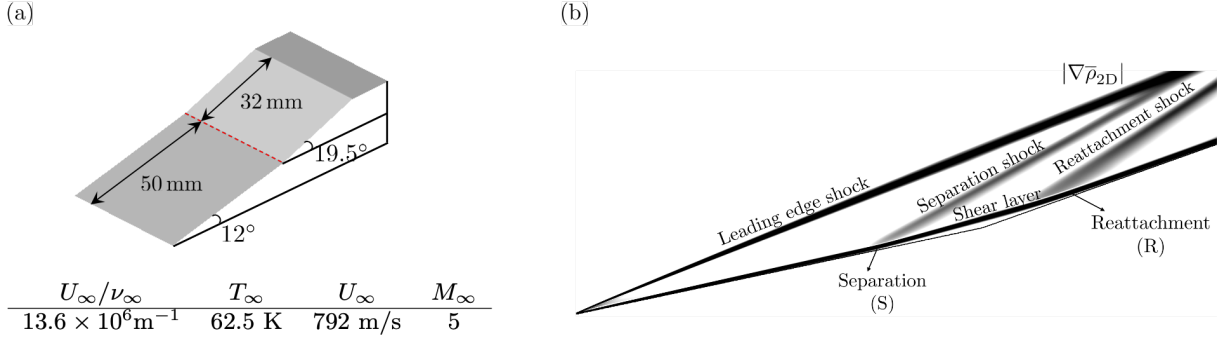 (a)
32 mm
50 mm
19.5°
12°
U∞/ν∞ T∞ U∞ M∞
13.6 × 10⁶m⁻¹ 62.5 K 792 m/s 5
(b)
|∇ρ̅₂D|
Leading edge shock
Separation shock
Reattachment shock
Shear layer
Separation
(S)
Reattachment
(R)